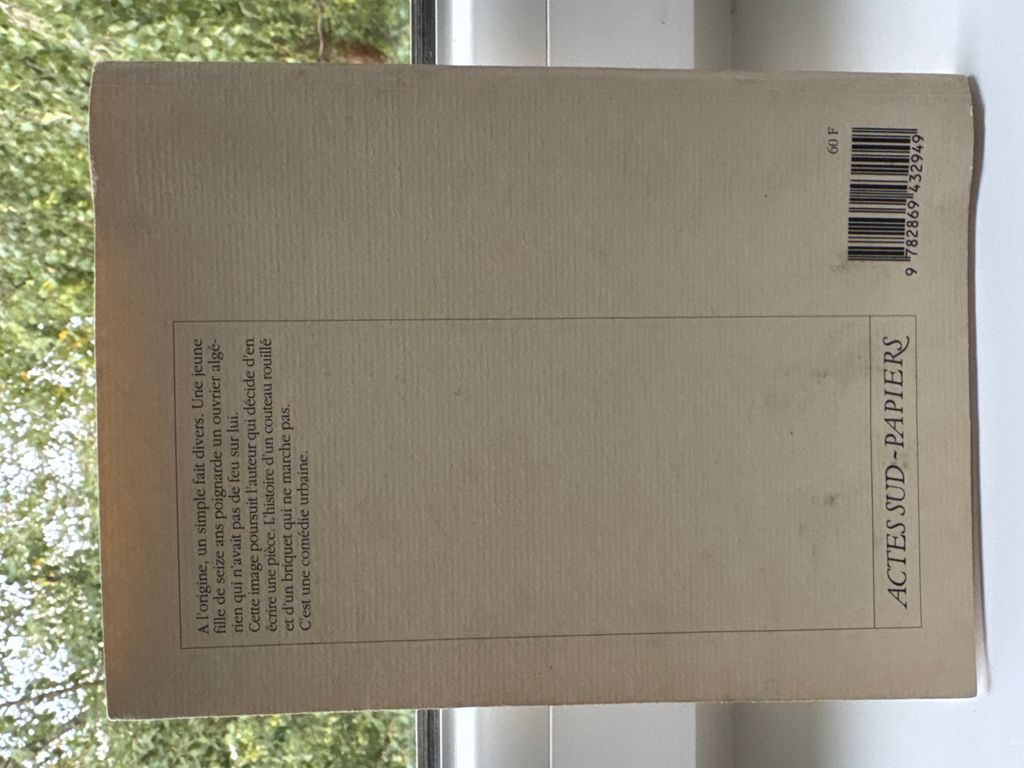 A l'origine, un simple fait divers. Une jeune
fille de seize ans poignarde un ouvrier algé-
rien qui n'avait pas de feu sur lui.
Cette image poursuit l'auteur qui décide d'en
écrire une pièce. L'histoire d'un couteau rouillé
et d'un briquet qui ne marche pas.
C'est une comédie urbaine.
ACTES SUD~PAPIERS
60 F
9 782869 432949